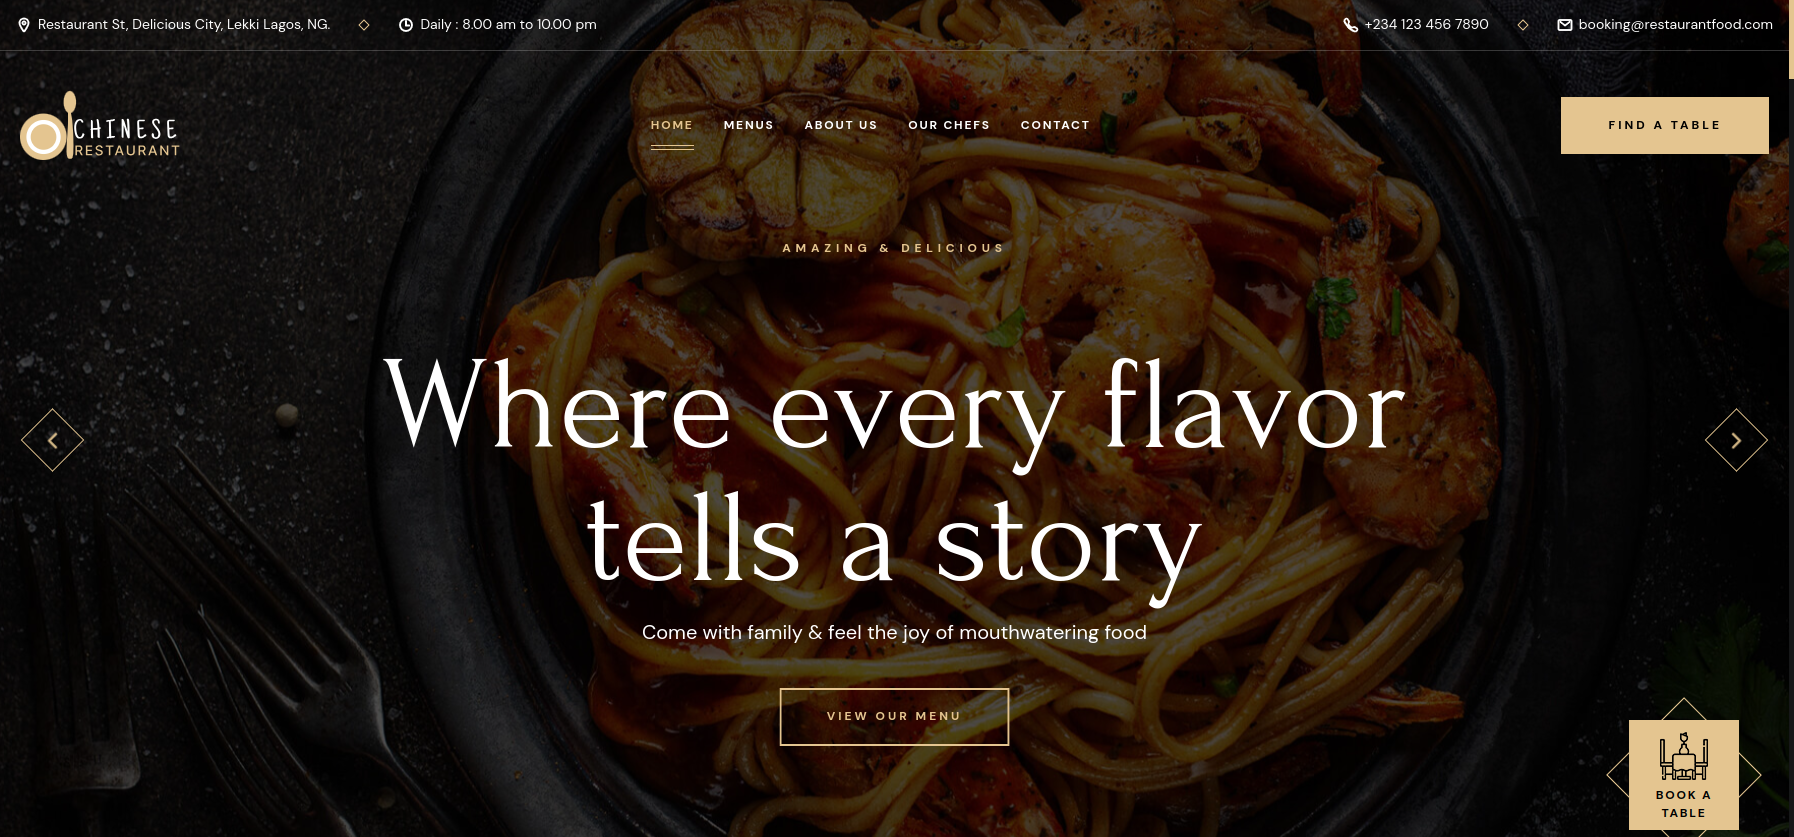 Restaurant St, Delicious City, Lekki Lagos, NG.
Daily : 8.00 am to 10.00 pm
+234 123 456 7890
booking@restaurantfood.com
CHINESE
RESTAURANT
HOME
MENUS
ABOUT US
OUR CHEFS
CONTACT
FIND A TABLE
AMAZING & DELICIOUS
Where every flavor
tells a story
Come with family & feel the joy of mouthwatering food
VIEW OUR MENU
BOOK A
TABLE